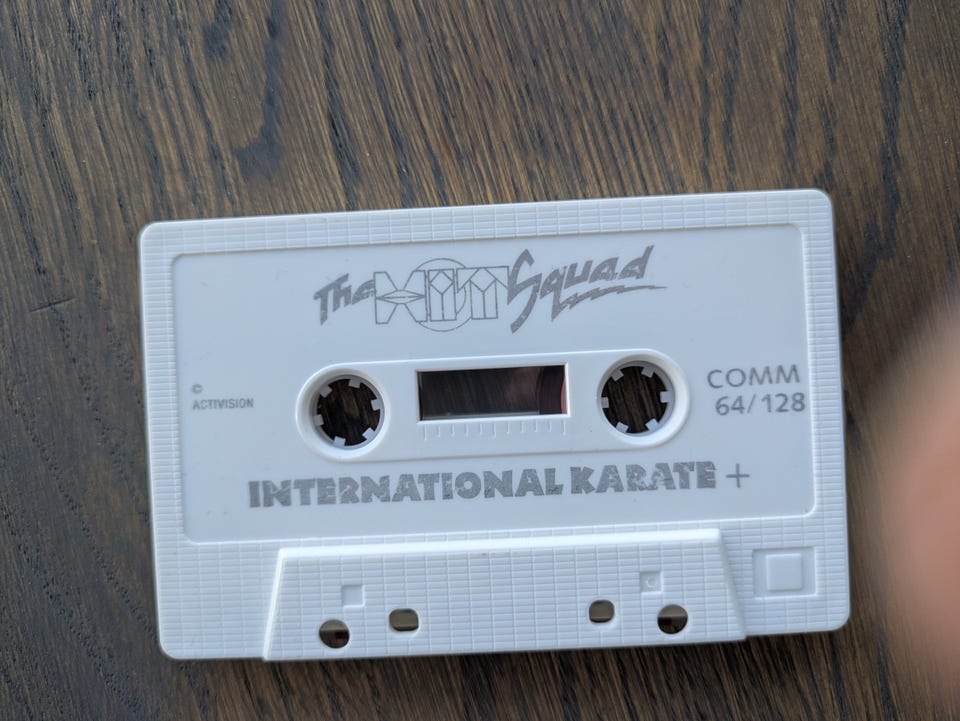 The HIT Squad
©
ACTIVISION
COMM
64/128
INTERNATIONAL KARATE +